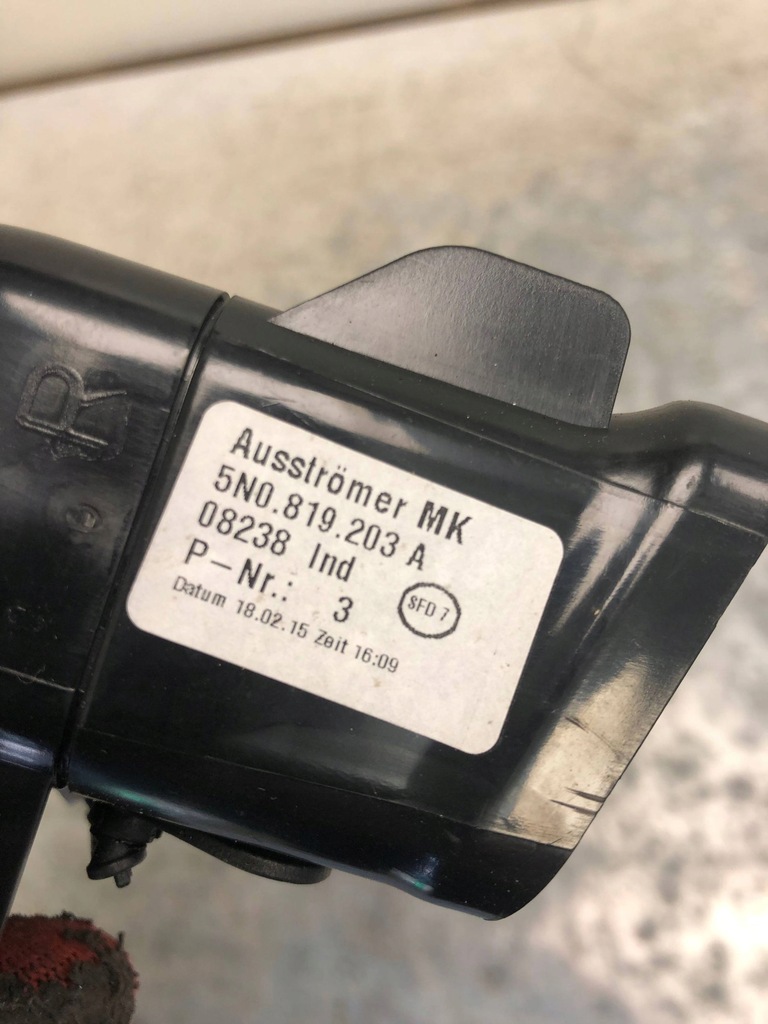 R
Ausströmer MK
5N0.819.203 A
08238 Ind
P-Nr.: 3
SFD 7
Datum 18.02.15 Zeit 16:09